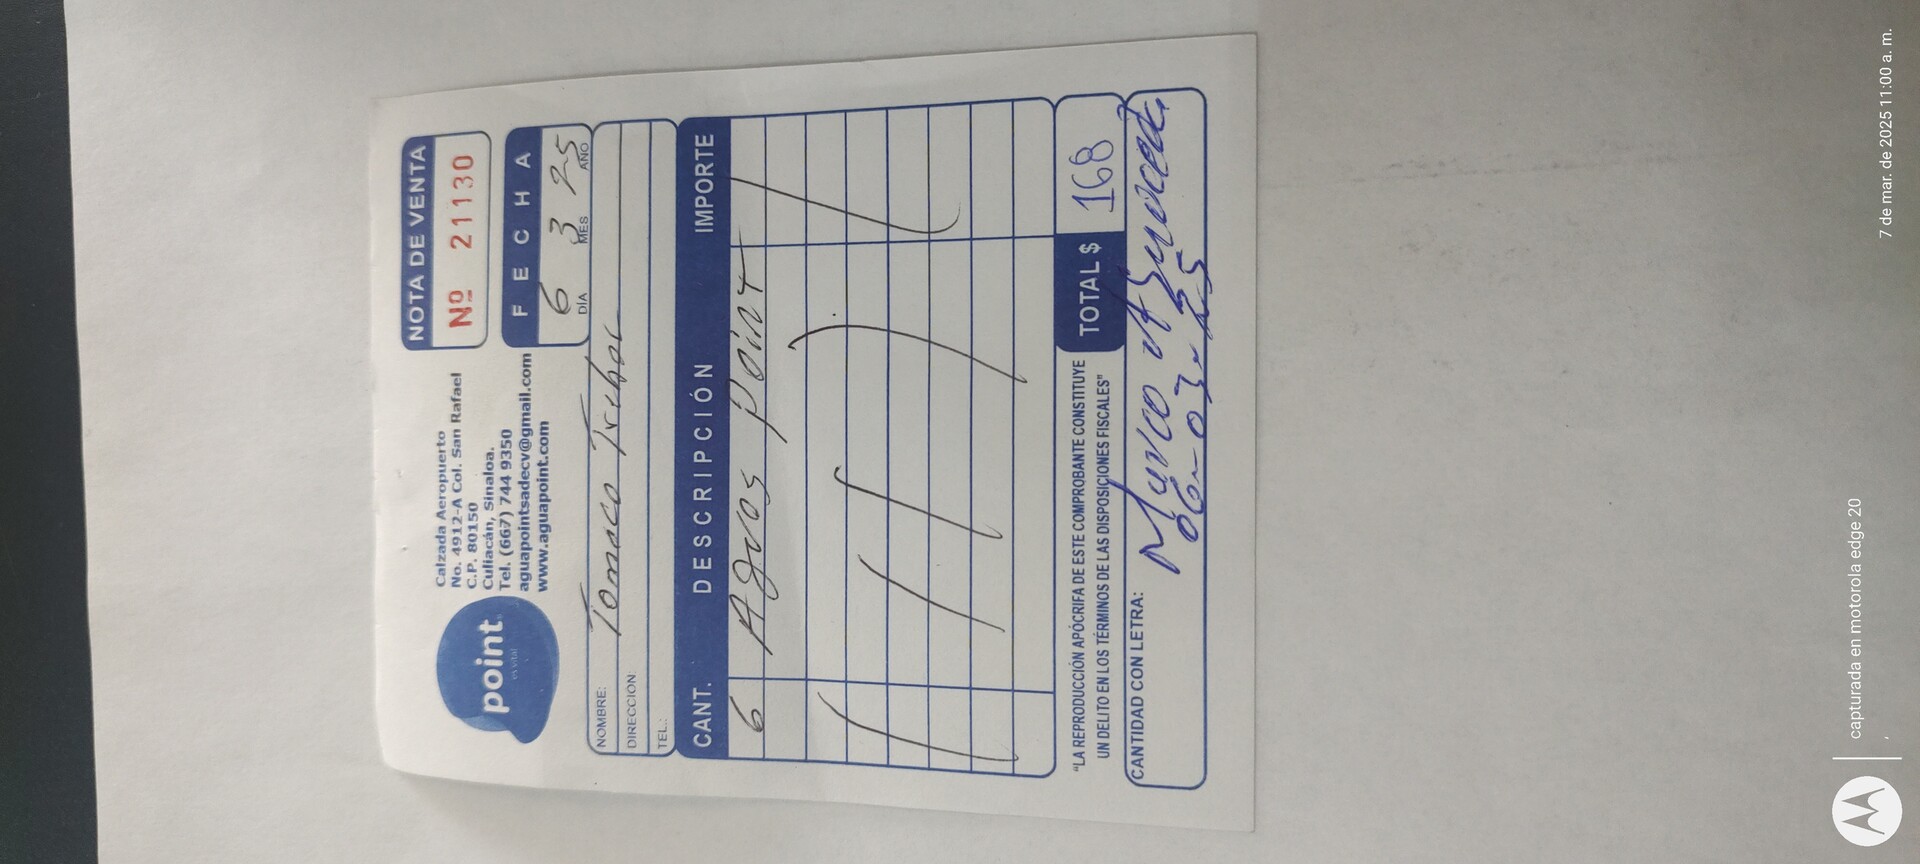 point
es vital
Calzada Aeropuerto
No. 4912-A Col. San Rafael
C.P. 80150
Culiacán, Sinaloa.
Tel. (667) 744 9350
aguapointsadecv@gmail.com
www.aguapoint.com
NOTA DE VENTA
Nº 21130
FECHA
6 3 25
DÍA MES AÑO
NOMBRE:
DIRECCION:
TEL.:
CANT. DESCRIPCIÓN IMPORTE
6 Aguas Point
"LA REPRODUCCIÓN APÓCRIFA DE ESTE COMPROBANTE CONSTITUYE
UN DELITO EN LOS TÉRMINOS DE LAS DISPOSICIONES FISCALES"
TOTAL $ 168
CANTIDAD CON LETRA:
Marco
06-03-25
capturada en motorola edge 20
7 de mar. de 2025 11:00 a. m.